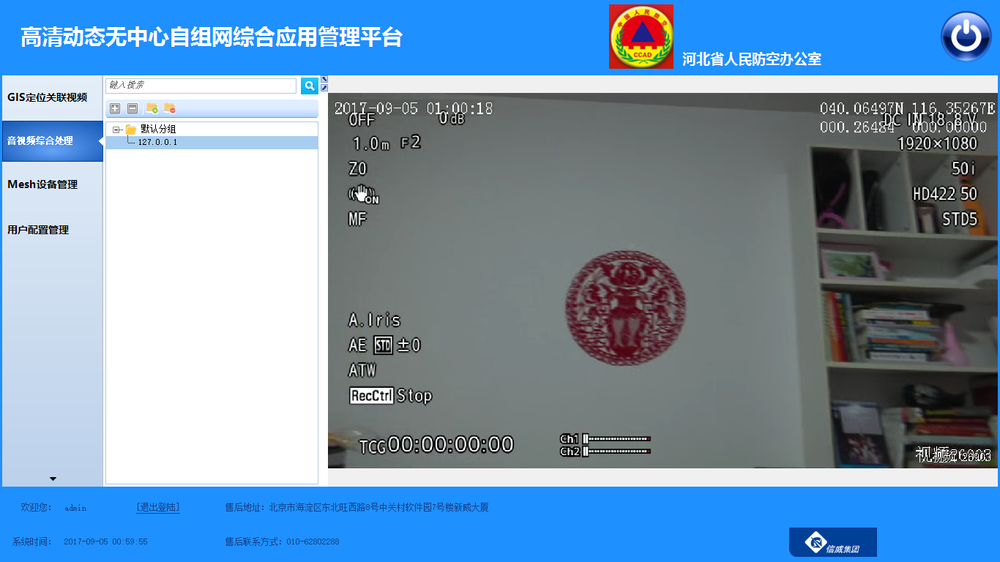 高清动态无中心自组网综合应用管理平台
中国人民防空
CCAD
河北省人民防空办公室
GIS定位关联视频
音视频综合处理
Mesh设备管理
用户配置管理
键入搜索
默认分组
127.0.0.1
2017-09-05 01:00:18
040.06497N 116.35267E
OFF 0dB
DC IN 18.8 V
000.26484 000.00000
1.0m F2
1920×1080
Z0
50i
ON
HD422 50
MF
STD5
A.Iris
AE STD ±0
ATW
RecCtrl Stop
TCG00:00:00:00
Ch1
Ch2
视频26903
欢迎您: admin
[退出登陆]
售后地址: 北京市海淀区东北旺西路8号中关村软件园7号楼新威大厦
系统时间: 2017-09-05 00:59:55
售后联系方式: 010-62802288
信威集团